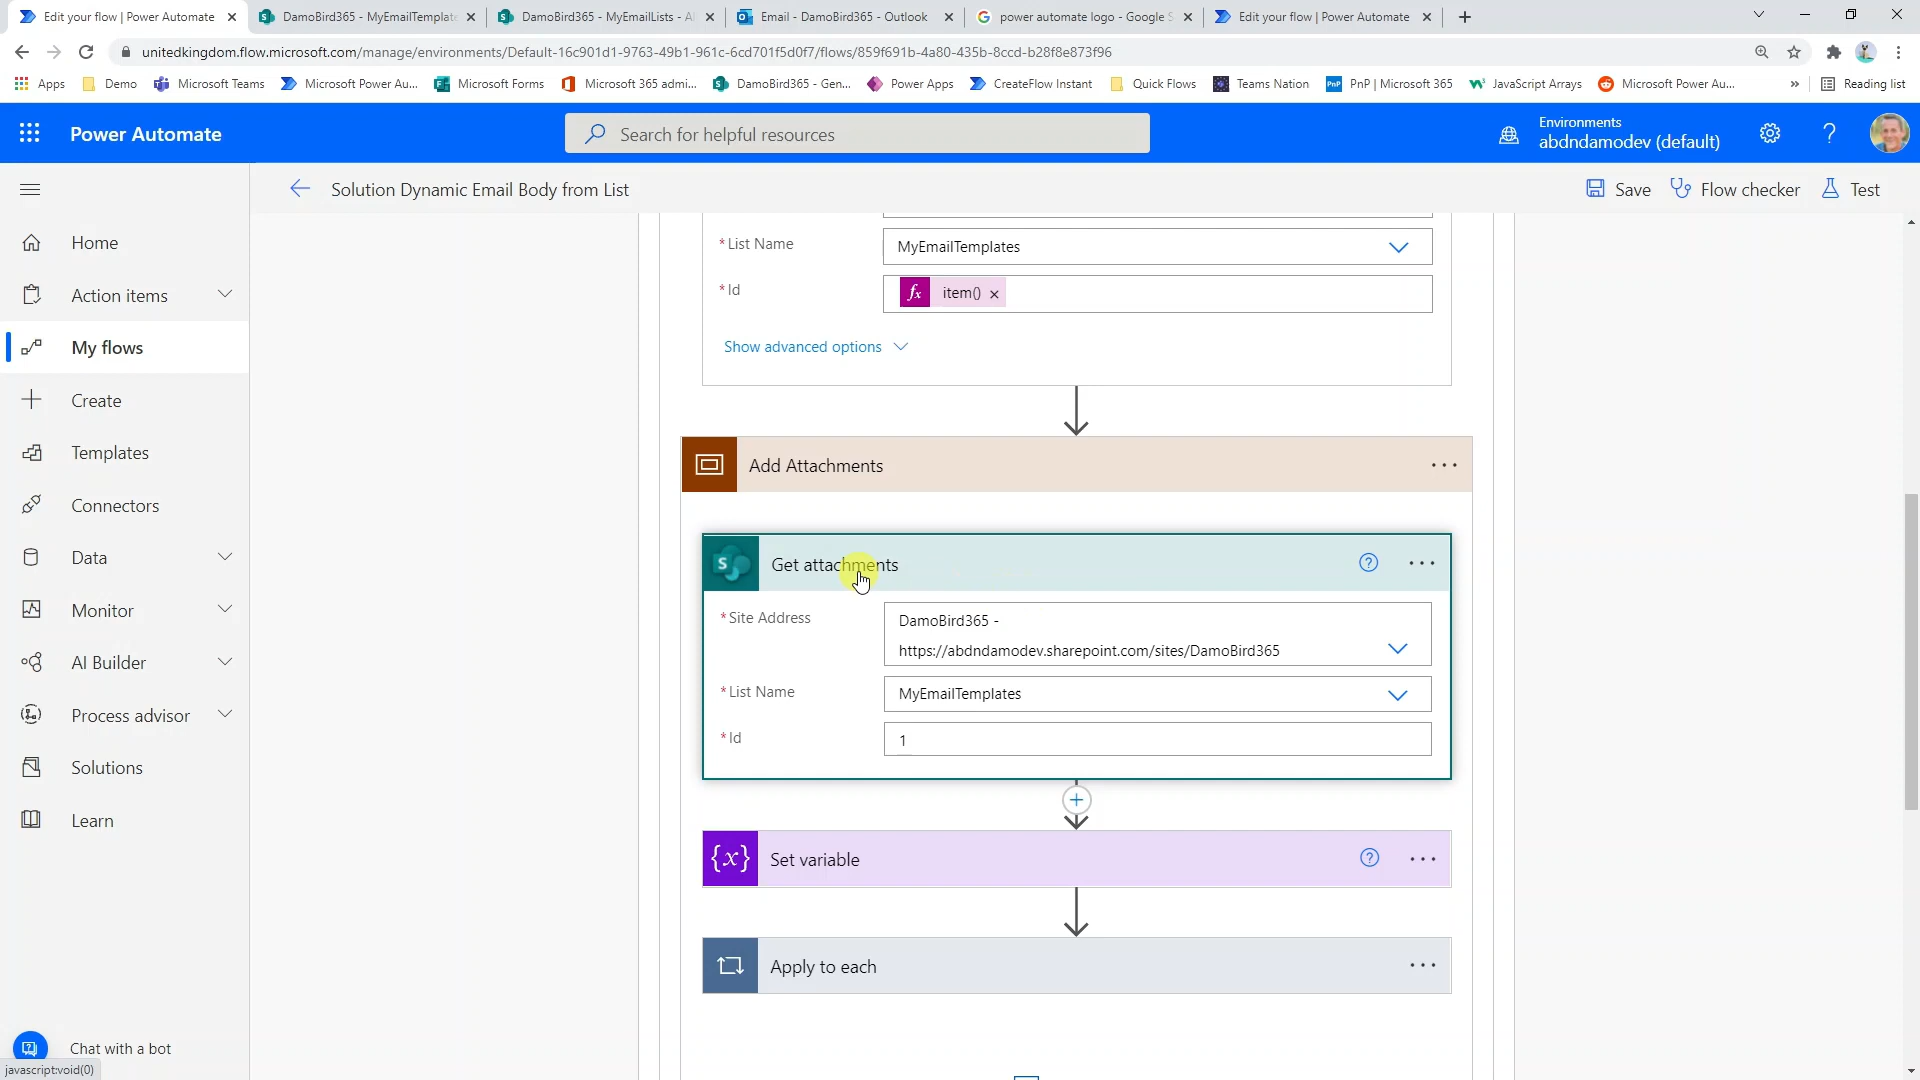 Edit your flow | Power Automate
DamoBird365 - MyEmailTemplate
DamoBird365 - MyEmailLists - Al
Email - DamoBird365 - Outlook
power automate logo - Google S
Edit your flow | Power Automate
unitedkingdom.flow.microsoft.com/manage/environments/Default-16c901d1-9763-49b1-961c-6cd701f5d0f7/flows/859f691b-4a80-435b-8ccd-b28f8e873f96
Apps
Demo
Microsoft Teams
Microsoft Power Au...
Microsoft Forms
Microsoft 365 admi...
DamoBird365 - Gen...
Power Apps
CreateFlow Instant
Quick Flows
Teams Nation
PnP
PnP | Microsoft 365
JavaScript Arrays
Microsoft Power Au...
»
Reading list
Power Automate
Search for helpful resources
Environments
abdndamodev (default)
Solution Dynamic Email Body from List
Save
Flow checker
Test
Home
Action items
My flows
Create
Templates
Connectors
Data
Monitor
AI Builder
Process advisor
Solutions
Learn
Chat with a bot
javascript:void(0)
* List Name
MyEmailTemplates
* Id
fx item() ×
Show advanced options
Add Attachments
Get attachments
* Site Address
DamoBird365 -
https://abdndamodev.sharepoint.com/sites/DamoBird365
* List Name
MyEmailTemplates
* Id
1
{x} Set variable
Apply to each